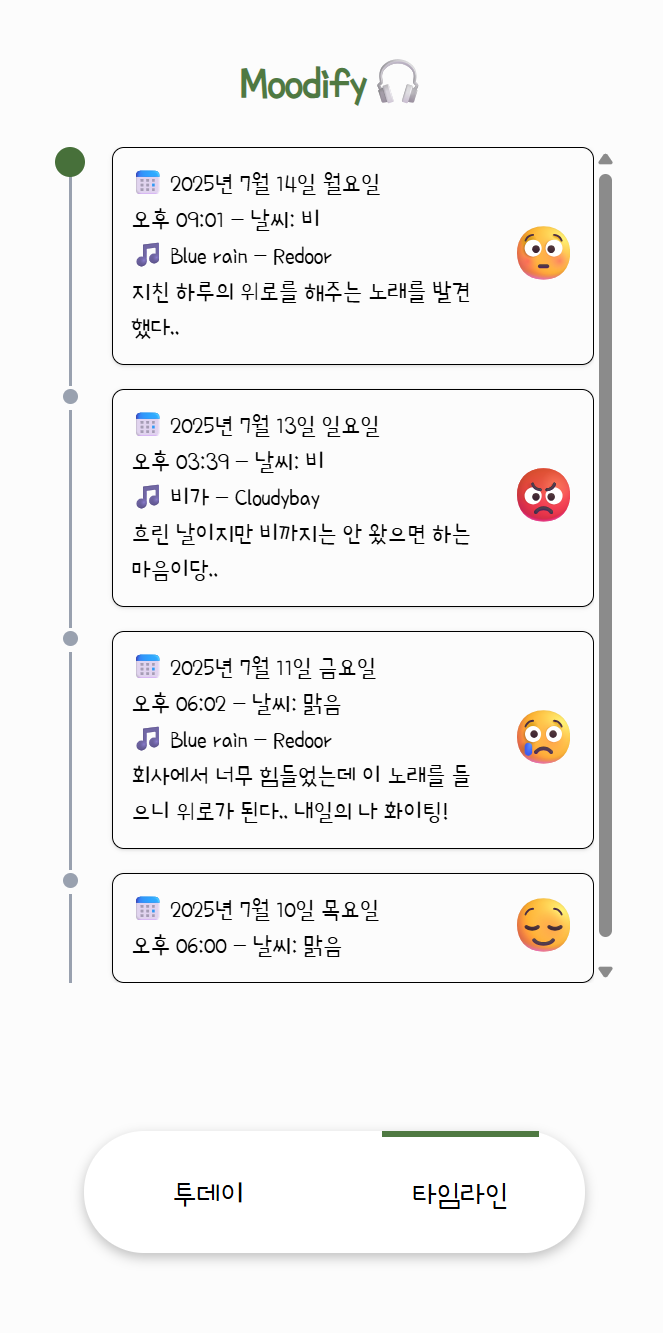 Moodify
2025년 7월 14일 월요일
오후 09:01 – 날씨: 비
Blue rain – Redoor
지친 하루의 위로를 해주는 노래를 발견
했다..
2025년 7월 13일 일요일
오후 03:39 – 날씨: 비
비가 – Cloudybay
흐린 날이지만 비까지는 안 왔으면 하는
마음이당..
2025년 7월 11일 금요일
오후 06:02 – 날씨: 맑음
Blue rain – Redoor
회사에서 너무 힘들었는데 이 노래를 들
으니 위로가 된다.. 내일의 나 화이팅!
2025년 7월 10일 목요일
오후 06:00 – 날씨: 맑음
투데이
타임라인